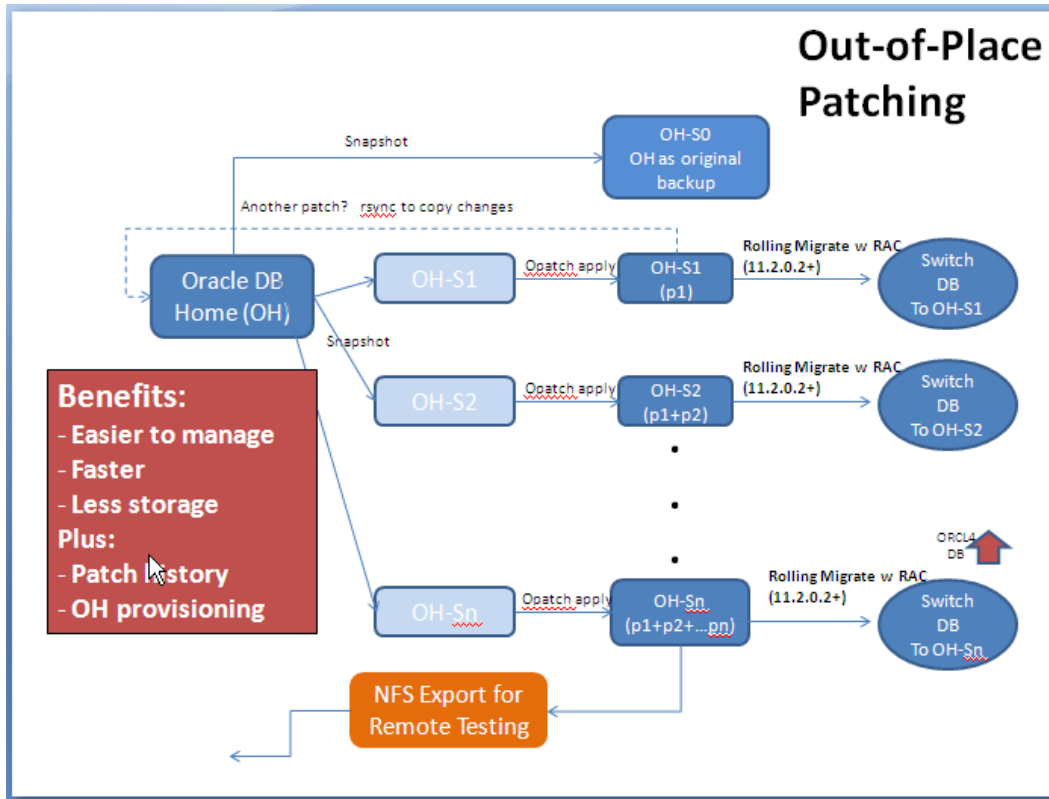 Out-of-Place
Patching
OH-S0
OH as original
backup
Snapshot
Another patch? rsync to copy changes
Oracle DB
Home (OH)
OH-S1
Opatch apply
OH-S1
(p1)
Rolling Migrate w RAC
(11.2.0.2+)
Switch
DB
To OH-S1
Snapshot
OH-S2
Opatch apply
OH-S2
(p1+p2)
Rolling Migrate w RAC
(11.2.0.2+)
Switch
DB
To OH-S2
Benefits:
- Easier to manage
- Faster
- Less storage
Plus:
- Patch history
- OH provisioning
ORCL4
DB
OH-Sn
Opatch apply
OH-Sn
(p1+p2+...pn)
Rolling Migrate w RAC
(11.2.0.2+)
Switch
DB
To OH-Sn
NFS Export for
Remote Testing